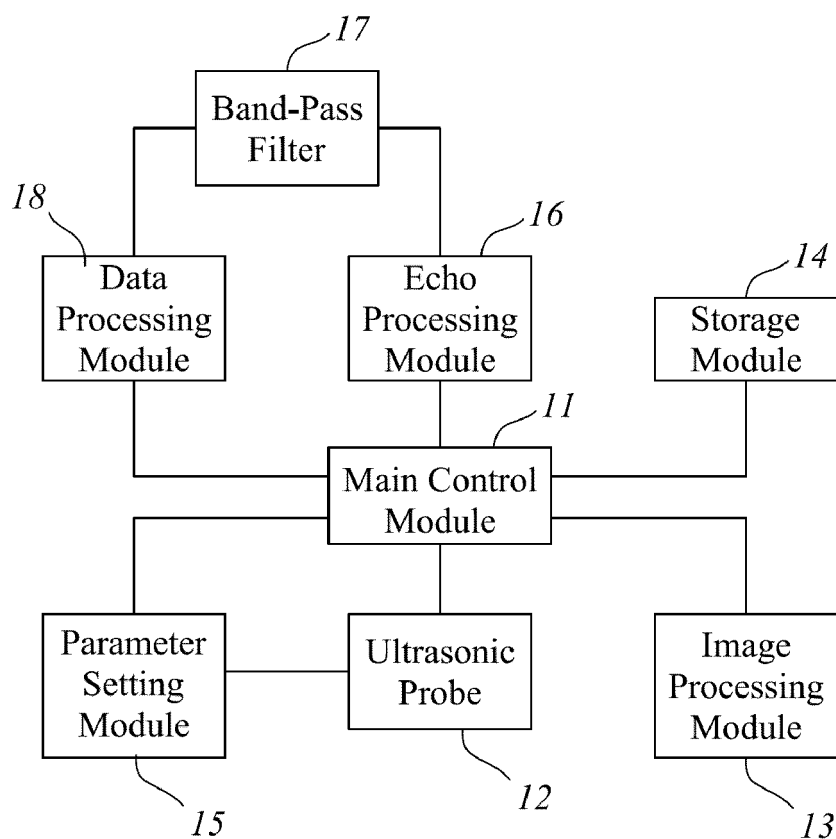 17
Band-Pass
Filter
18
Data
Processing
Module
16
Echo
Processing
Module
14
Storage
Module
11
Main Control
Module
Parameter
Setting
Module
15
Ultrasonic
Probe
12
Image
Processing
Module
13